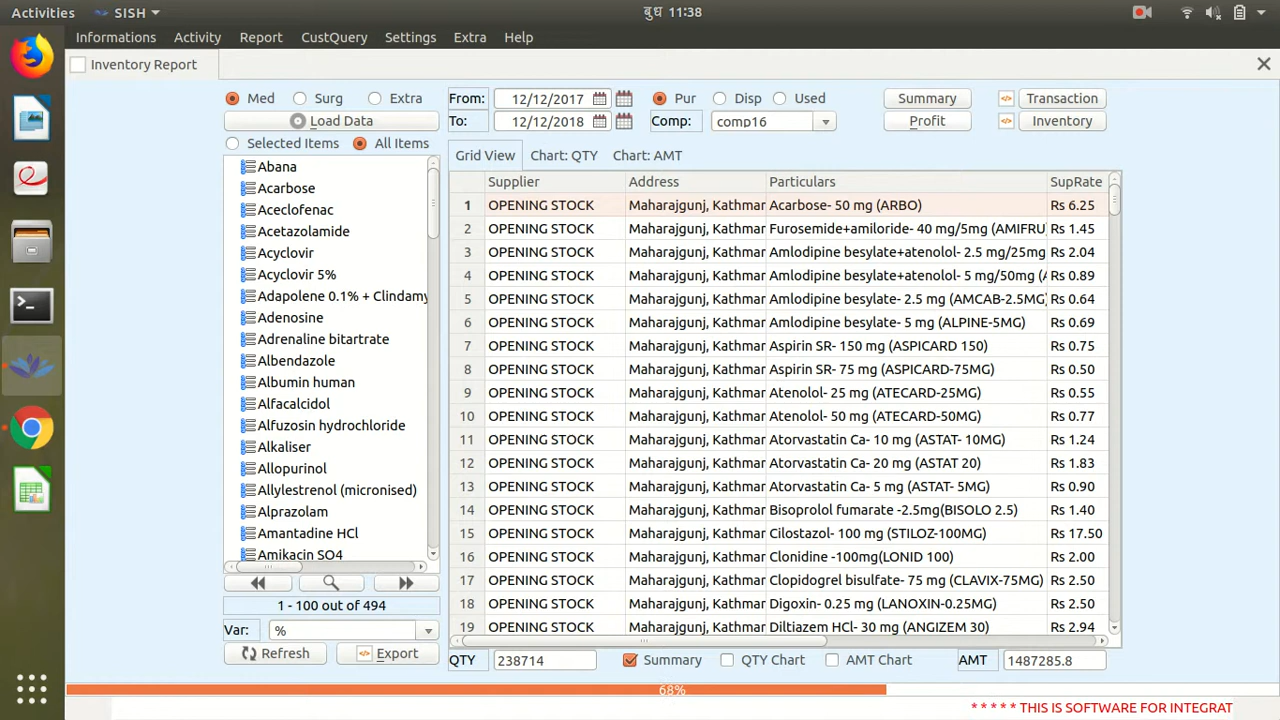 Activities SISH बुध 11:38
Informations Activity Report CustQuery Settings Extra Help
Inventory Report
Med Surg Extra From: 12/12/2017 Pur Disp Used Summary Transaction
Load Data To: 12/12/2018 Comp: comp16 Profit Inventory
Selected Items All Items Grid View Chart: QTY Chart: AMT
Abana
Acarbose
Aceclofenac
Acetazolamide
Acyclovir
Acyclovir 5%
Adapolene 0.1% + Clindamy
Adenosine
Adrenaline bitartrate
Albendazole
Albumin human
Alfacalcidol
Alfuzosin hydrochloride
Alkaliser
Allopurinol
Allylestrenol (micronised)
Alprazolam
Amantadine HCl
Amikacin SO4
1 - 100 out of 494
Var: %
Refresh Export
Supplier Address Particulars SupRate
1 OPENING STOCK Maharajgunj, Kathmar Acarbose- 50 mg (ARBO) Rs 6.25
2 OPENING STOCK Maharajgunj, Kathmar Furosemide+amiloride- 40 mg/5mg (AMIFRU Rs 1.45
3 OPENING STOCK Maharajgunj, Kathmar Amlodipine besylate+atenolol- 2.5 mg/25mg Rs 2.04
4 OPENING STOCK Maharajgunj, Kathmar Amlodipine besylate+atenolol- 5 mg/50mg (A Rs 0.89
5 OPENING STOCK Maharajgunj, Kathmar Amlodipine besylate- 2.5 mg (AMCAB-2.5MG) Rs 0.64
6 OPENING STOCK Maharajgunj, Kathmar Amlodipine besylate- 5 mg (ALPINE-5MG) Rs 0.69
7 OPENING STOCK Maharajgunj, Kathmar Aspirin SR- 150 mg (ASPICARD 150) Rs 0.75
8 OPENING STOCK Maharajgunj, Kathmar Aspirin SR- 75 mg (ASPICARD-75MG) Rs 0.50
9 OPENING STOCK Maharajgunj, Kathmar Atenolol- 25 mg (ATECARD-25MG) Rs 0.55
10 OPENING STOCK Maharajgunj, Kathmar Atenolol- 50 mg (ATECARD-50MG) Rs 0.77
11 OPENING STOCK Maharajgunj, Kathmar Atorvastatin Ca- 10 mg (ASTAT- 10MG) Rs 1.24
12 OPENING STOCK Maharajgunj, Kathmar Atorvastatin Ca- 20 mg (ASTAT 20) Rs 1.83
13 OPENING STOCK Maharajgunj, Kathmar Atorvastatin Ca- 5 mg (ASTAT- 5MG) Rs 0.90
14 OPENING STOCK Maharajgunj, Kathmar Bisoprolol fumarate -2.5mg(BISOLO 2.5) Rs 1.40
15 OPENING STOCK Maharajgunj, Kathmar Cilostazol- 100 mg (STILOZ-100MG) Rs 17.50
16 OPENING STOCK Maharajgunj, Kathmar Clonidine -100mg(LONID 100) Rs 2.00
17 OPENING STOCK Maharajgunj, Kathmar Clopidogrel bisulfate- 75 mg (CLAVIX-75MG) Rs 2.50
18 OPENING STOCK Maharajgunj, Kathmar Digoxin- 0.25 mg (LANOXIN-0.25MG) Rs 2.50
19 OPENING STOCK Maharajgunj, Kathmar Diltiazem HCl- 30 mg (ANGIZEM 30) Rs 2.94
QTY 238714 Summary QTY Chart AMT Chart AMT 1487285.8
68%
* * * * * THIS IS SOFTWARE FOR INTEGRAT